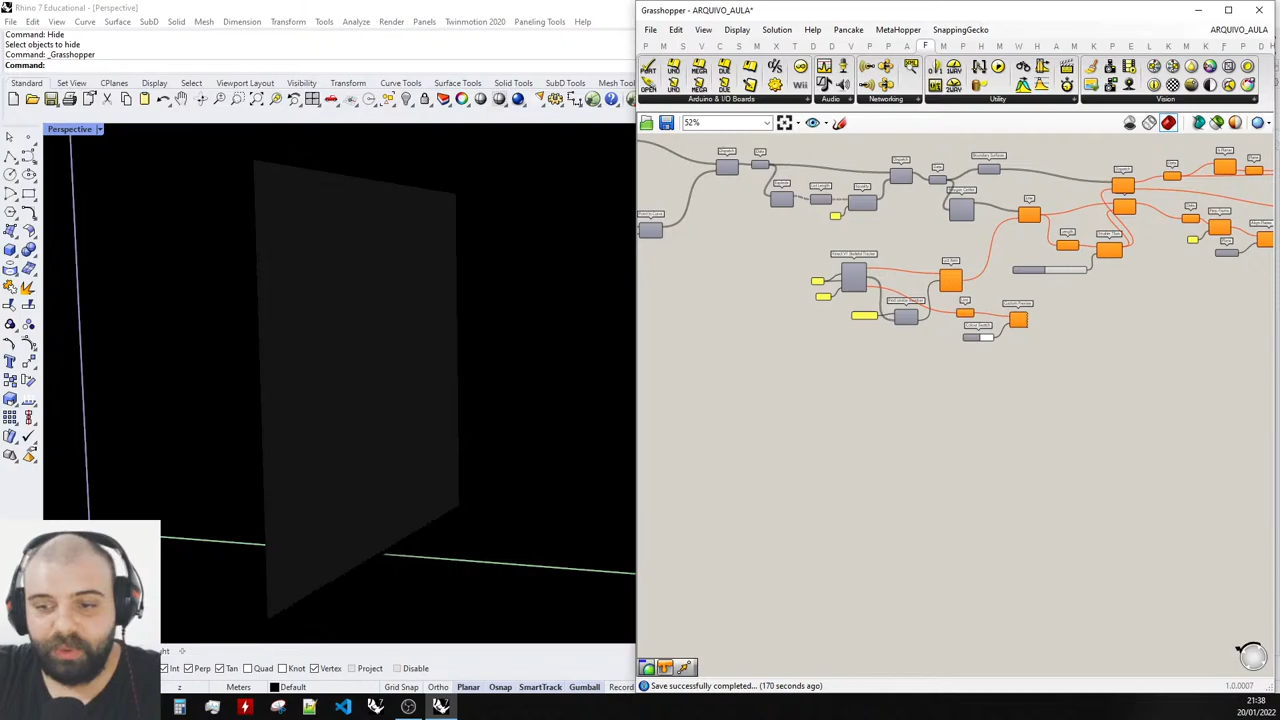 Rhino 7 Educational - [Perspective]
File Edit View Curve Surface SubD Solid Mesh Dimension Transform Tools Analyze Render Panels Twinmotion 2020 Paneling Tools Help
Command: Hide
Select objects to hide
Command: _Grasshopper
Command:
Standard Set View CPlanes Display Select Viewport Layout Visibility Transform Curve Tools Surface Tools Solid Tools SubD Tools Mesh Tool
Perspective
Int Perp Tan Quad Knot Vertex Project Disable
z Meters Default Grid Snap Ortho Planar Osnap SmartTrack Gumball Record
Grasshopper - ARQUIVO_AULA*
File Edit View Display Solution Help Pancake MetaHopper SnappingGecko ARQUIVO_AULA
Arduino & I/O Boards Audio Networking Utility Vision
52%
Save successfully completed... (170 seconds ago) 1.0.0007
21:38
20/01/2022